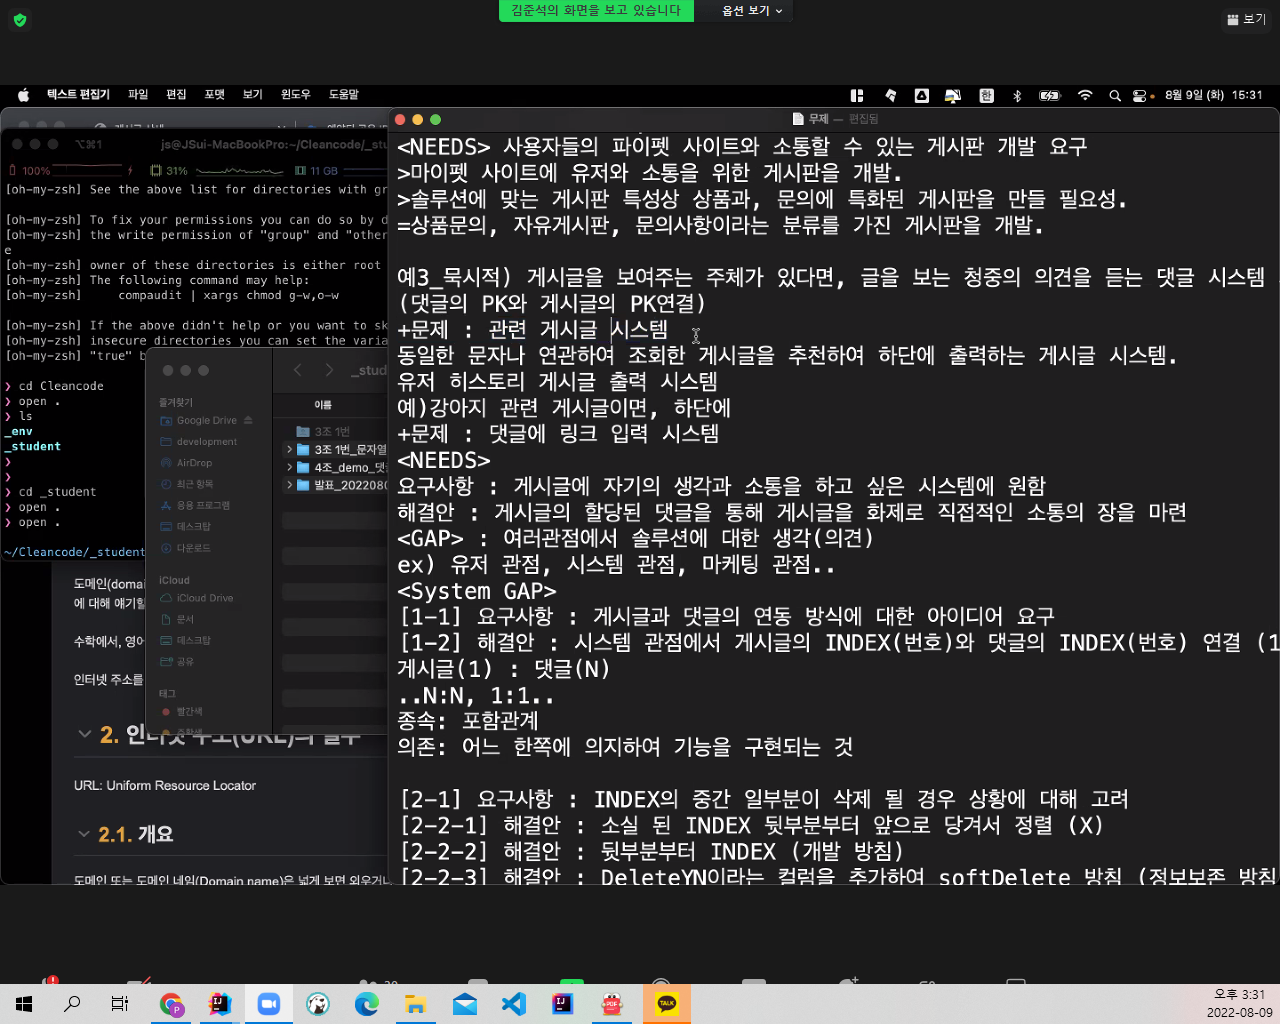 김준석의 화면을 보고 있습니다
옵션 보기
보기
텍스트 편집기 파일 편집 포맷 보기 윈도우 도움말
한
8월 9일 (화) 15:31
⌥⌘1
js@JSui-MacBookPro:~/Cleancode/_stu
100% 31% 11 GB
[oh-my-zsh] See the above list for directories with gr
[oh-my-zsh] To fix your permissions you can do so by d
[oh-my-zsh] the write permission of "group" and "other
e
[oh-my-zsh] owner of these directories is either root
[oh-my-zsh] The following command may help:
[oh-my-zsh] compaudit | xargs chmod g-w,o-w
[oh-my-zsh] If the above didn't help or you want to sk
[oh-my-zsh] insecure directories you can set the varia
[oh-my-zsh] "true" b
❯ cd Cleancode
❯ open .
❯ ls
_env
_student
❯
❯
❯ cd _student
❯ open .
❯ open .
~/Cleancode/_student
_stud
즐겨찾기
Google Drive
development
AirDrop
최근 항목
응용 프로그램
데스크탑
다운로드
iCloud
iCloud Drive
문서
데스크탑
공유
태그
빨간색
이름
3조 1번
3조 1번_문자열
4조_demo_댓글
발표_2022080
도메인(domai
에 대해 얘기할
수학에서, 영어
인터넷 주소를
2. 인터넷 주소(URL)의 일부
URL: Uniform Resource Locator
2.1. 개요
도메인 또는 도메인 네임(Domain name)은 넓게 보면 외우거나
무제 — 편집됨
<NEEDS> 사용자들의 파이펫 사이트와 소통할 수 있는 게시판 개발 요구
>마이펫 사이트에 유저와 소통을 위한 게시판을 개발.
>솔루션에 맞는 게시판 특성상 상품과, 문의에 특화된 게시판을 만들 필요성.
=상품문의, 자유게시판, 문의사항이라는 분류를 가진 게시판을 개발.
예3_묵시적) 게시글을 보여주는 주체가 있다면, 글을 보는 청중의 의견을 듣는 댓글 시스템
(댓글의 PK와 게시글의 PK연결)
+문제 : 관련 게시글 시스템
동일한 문자나 연관하여 조회한 게시글을 추천하여 하단에 출력하는 게시글 시스템.
유저 히스토리 게시글 출력 시스템
예)강아지 관련 게시글이면, 하단에
+문제 : 댓글에 링크 입력 시스템
<NEEDS>
요구사항 : 게시글에 자기의 생각과 소통을 하고 싶은 시스템에 원함
해결안 : 게시글의 할당된 댓글을 통해 게시글을 화제로 직접적인 소통의 장을 마련
<GAP> : 여러관점에서 솔루션에 대한 생각(의견)
ex) 유저 관점, 시스템 관점, 마케팅 관점..
<System GAP>
[1-1] 요구사항 : 게시글과 댓글의 연동 방식에 대한 아이디어 요구
[1-2] 해결안 : 시스템 관점에서 게시글의 INDEX(번호)와 댓글의 INDEX(번호) 연결 (1
게시글(1) : 댓글(N)
..N:N, 1:1..
종속: 포함관계
의존: 어느 한쪽에 의지하여 기능을 구현되는 것
[2-1] 요구사항 : INDEX의 중간 일부분이 삭제 될 경우 상황에 대해 고려
[2-2-1] 해결안 : 소실 된 INDEX 뒷부분부터 앞으로 당겨서 정렬 (X)
[2-2-2] 해결안 : 뒷부분부터 INDEX (개발 방침)
[2-2-3] 해결안 : DeleteYN이라는 컬럼을 추가하여 softDelete 방침 (정보보존 방침
P
TALK
오후 3:31
2022-08-09